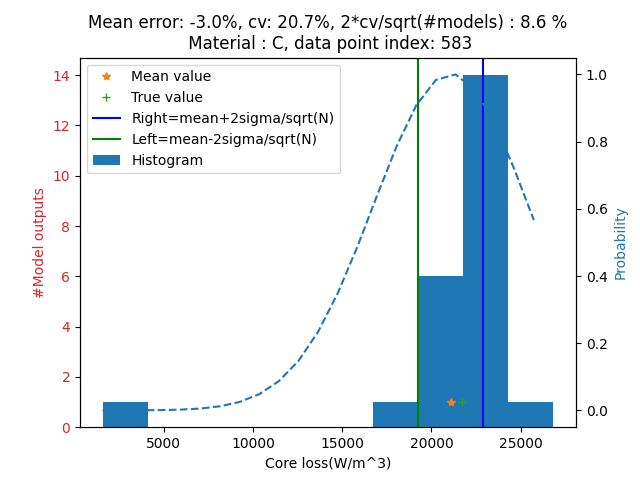 Mean error: -3.0%, cv: 20.7%, 2*cv/sqrt(#models) : 8.6 %
Material : C, data point index: 583
Mean value
True value
Right=mean+2sigma/sqrt(N)
Left=mean-2sigma/sqrt(N)
Histogram
#Model outputs
14
12
10
8
6
4
2
0
1.0
0.8
0.6
0.4
0.2
0.0
Probability
5000 10000 15000 20000 25000
Core loss(W/m^3)